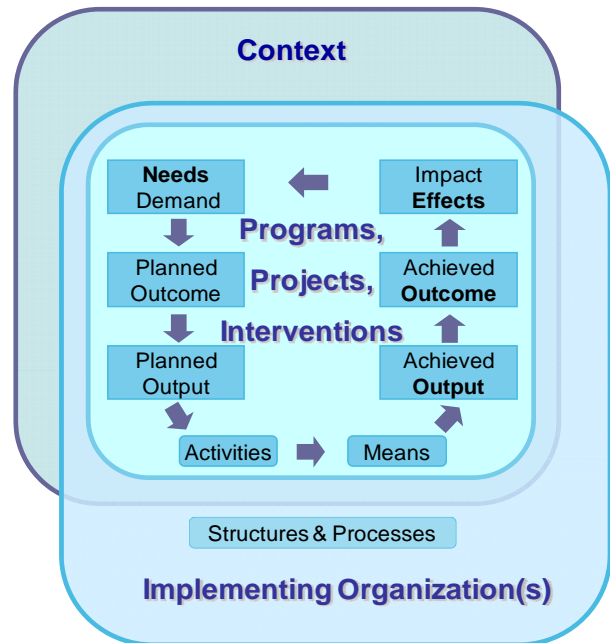 Context
Needs
Demand
Impact
Effects
Programs,
Projects,
Interventions
Planned
Outcome
Achieved
Outcome
Planned
Output
Achieved
Output
Activities
Means
Structures & Processes
Implementing Organization(s)